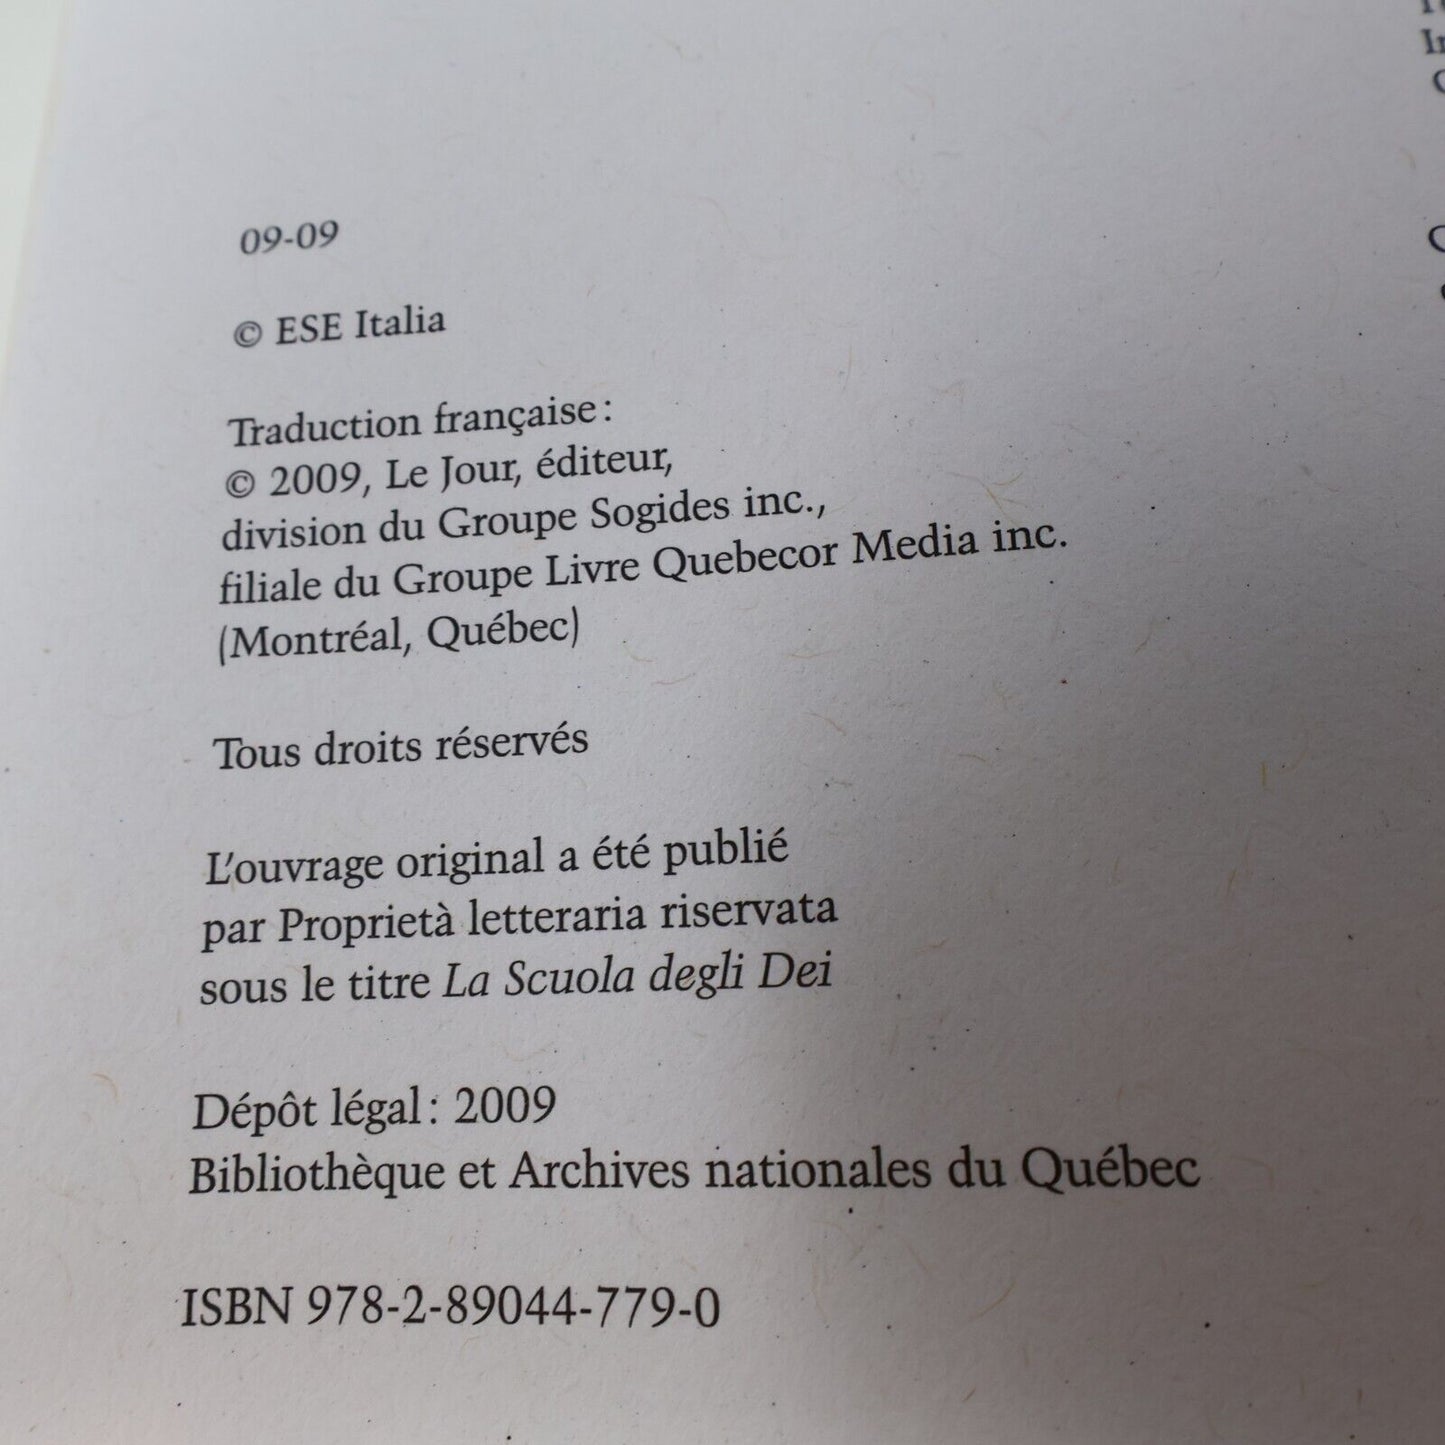 09-09
© ESE Italia
Traduction française :
© 2009, Le Jour, éditeur,
division du Groupe Sogides inc.,
filiale du Groupe Livre Quebecor Media inc.
(Montréal, Québec)
Tous droits réservés
L'ouvrage original a été publié
par Proprietà letteraria riservata
sous le titre La Scuola degli Dei
Dépôt légal : 2009
Bibliothèque et Archives nationales du Québec
ISBN 978-2-89044-779-0